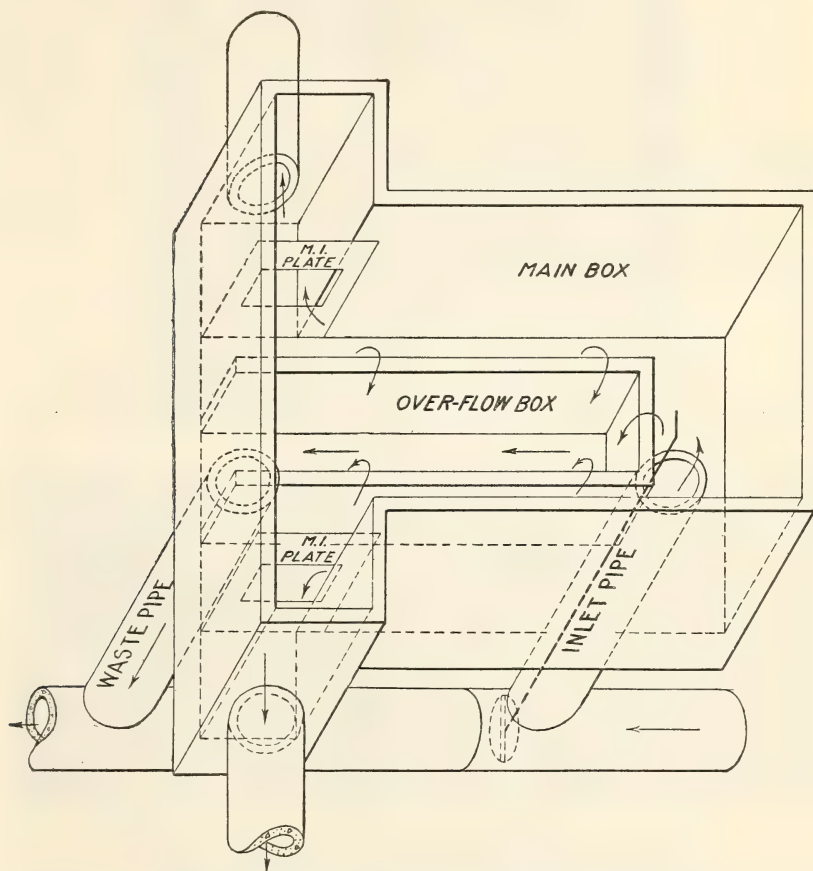 M.I.
PLATE
MAIN BOX
OVER-FLOW BOX
M.I.
PLATE
WASTE PIPE
INLET PIPE